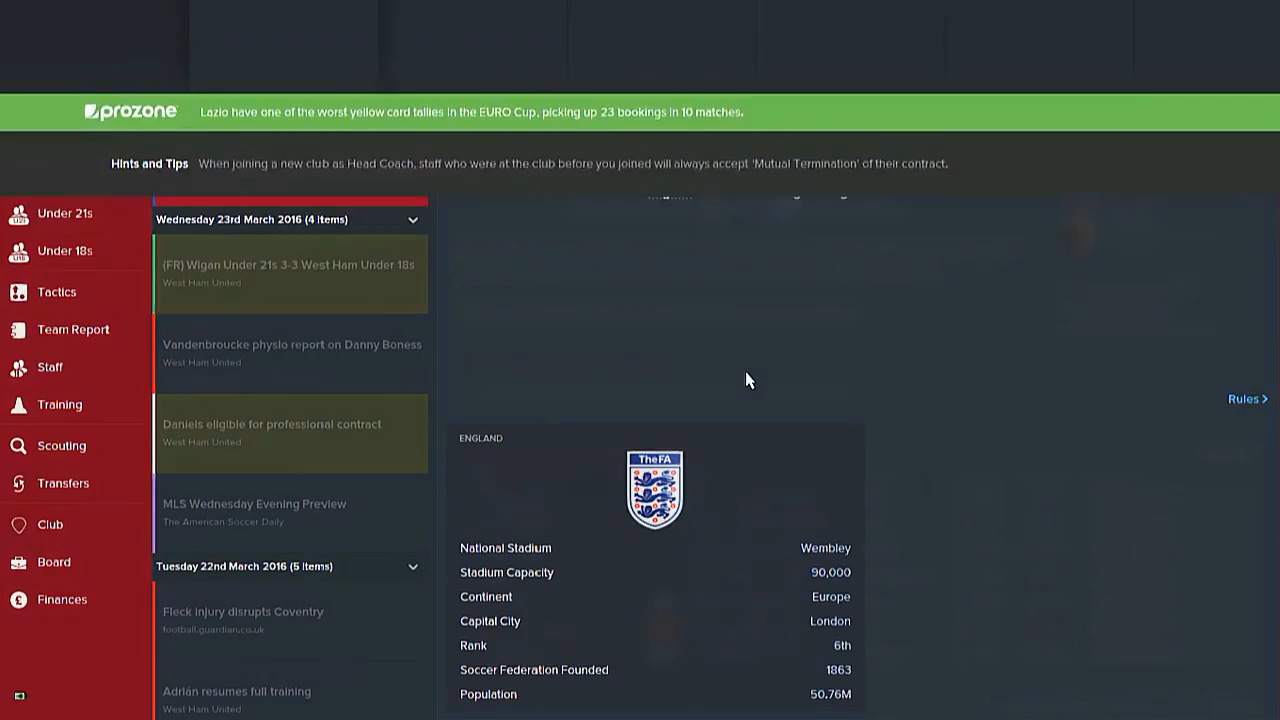 prozone
Lazio have one of the worst yellow card tallies in the EURO Cup, picking up 23 bookings in 10 matches.
Hints and Tips When joining a new club as Head Coach, staff who were at the club before you joined will always accept 'Mutual Termination' of their contract.
Under 21s
Under 18s
Tactics
Team Report
Staff
Training
Scouting
Transfers
Club
Board
Finances
Wednesday 23rd March 2016 (4 Items)
(FR) Wigan Under 21s 3-3 West Ham Under 18s
West Ham United
Vandenbroucke physio report on Danny Boness
West Ham United
Daniels eligible for professional contract
West Ham United
MLS Wednesday Evening Preview
The American Soccer Daily
Tuesday 22nd March 2016 (5 Items)
Fleck injury disrupts Coventry
football.guardian.co.uk
Adrián resumes full training
West Ham United
Rules
ENGLAND
The FA
National Stadium Wembley
Stadium Capacity 90,000
Continent Europe
Capital City London
Rank 6th
Soccer Federation Founded 1863
Population 50.76M